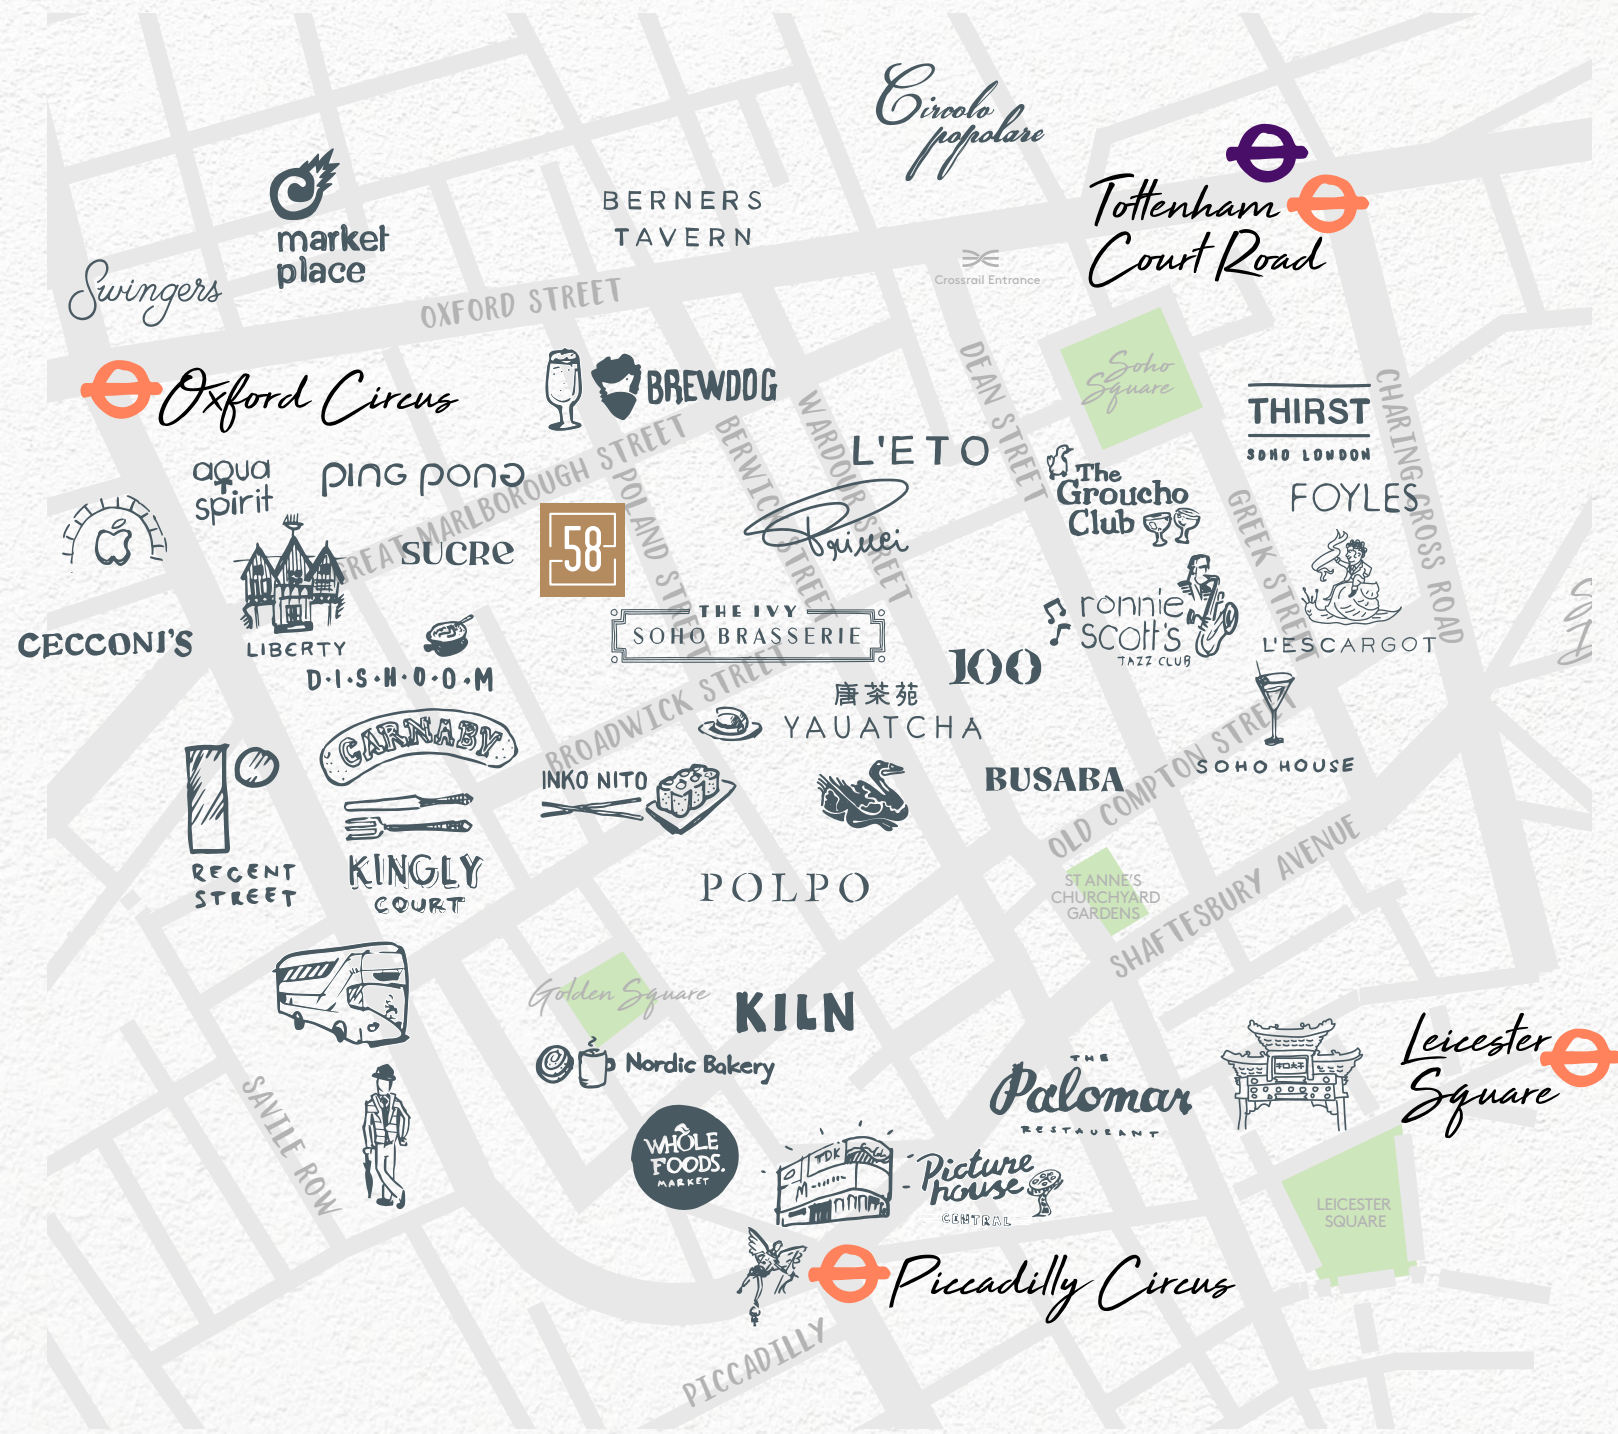 Circolo
popolare
BERNERS
TAVERN
market
place
Swingers
Tottenham
Court Road
Crossrail Entrance
OXFORD STREET
Oxford Circus
BREWDOG
Soho
Square
DEAN STREET
CHARING CROSS ROAD
THIRST
SOHO LONDON
aqua
spirit
PING PONG
GREAT MARLBOROUGH STREET
POLAND STREET
BERWICK STREET
WARDOUR STREET
L'ETO
The
Groucho
Club
FOYLES
GREEK STREET
SUCRE
58
Princi
LIBERTY
CECCONI'S
D·I·S·H·O·O·M
THE IVY
SOHO BRASSERIE
100
ronnie
scott's
JAZZ CLUB
L'ESCARGOT
唐茶苑
YAUATCHA
BROADWICK STREET
CARNABY
INKO NITO
BUSABA
SOHO HOUSE
OLD COMPTON STREET
REGENT
STREET
KINGLY
COURT
POLPO
ST ANNE'S
CHURCHYARD
GARDENS
SHAFTESBURY AVENUE
Golden Square
KILN
Nordic Bakery
Leicester
Square
THE
Palomar
RESTAURANT
SAVILE ROW
WHOLE
FOODS.
MARKET
TDK
Picture
house
CENTRAL
LEICESTER
SQUARE
Piccadilly Circus
PICCADILLY